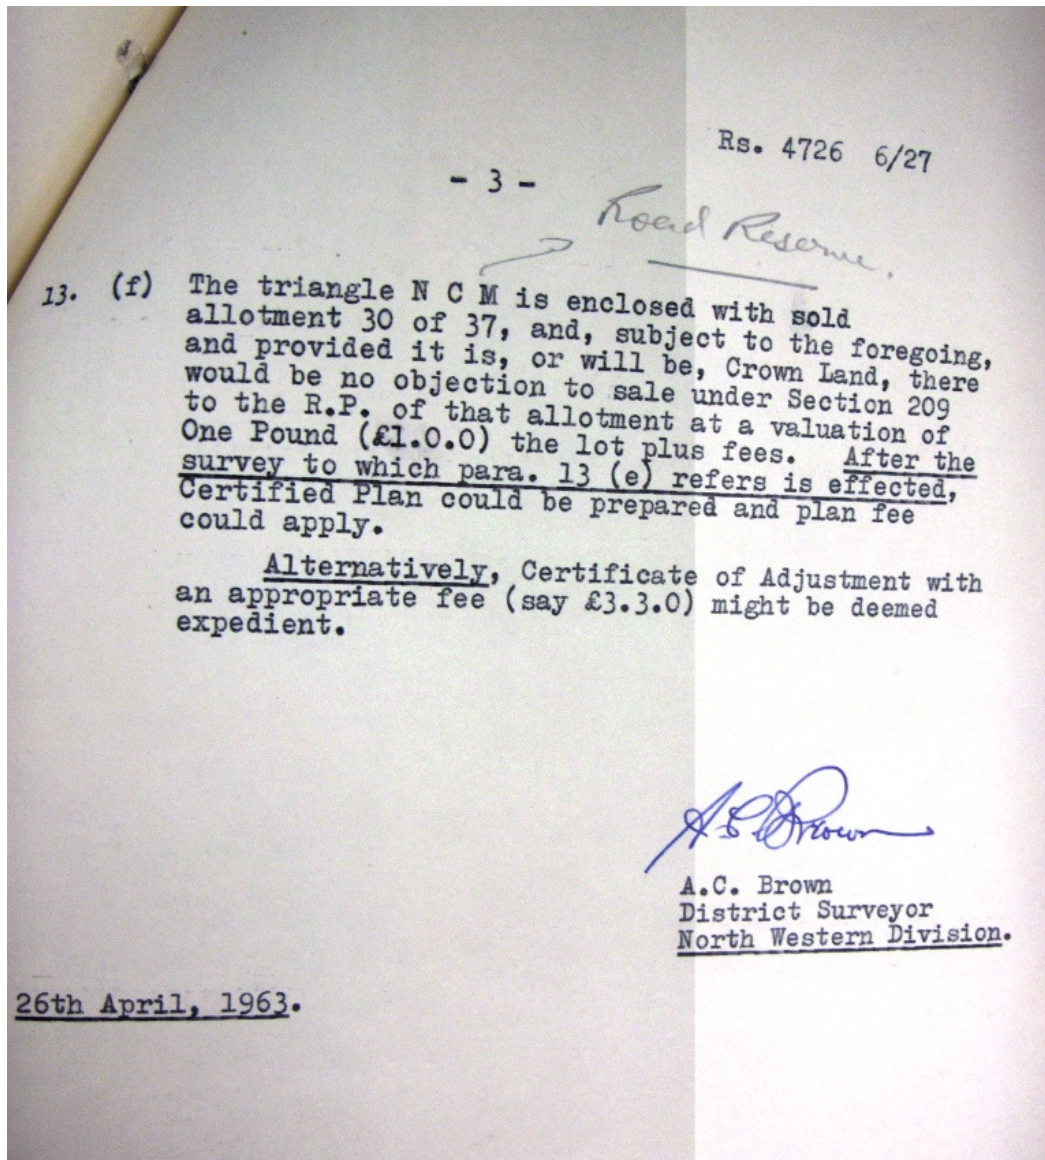 Rs. 4726 6/27
- 3 -
Road Reserve.
13. (f) The triangle N C M is enclosed with sold
allotment 30 of 37, and, subject to the foregoing,
and provided it is, or will be, Crown Land, there
would be no objection to sale under Section 209
to the R.P. of that allotment at a valuation of
One Pound (£1.0.0) the lot plus fees. After the
survey to which para. 13 (e) refers is effected,
Certified Plan could be prepared and plan fee
could apply.
Alternatively, Certificate of Adjustment with
an appropriate fee (say £3.3.0) might be deemed
expedient.
A C Brown
A.C. Brown
District Surveyor
North Western Division.
26th April, 1963.